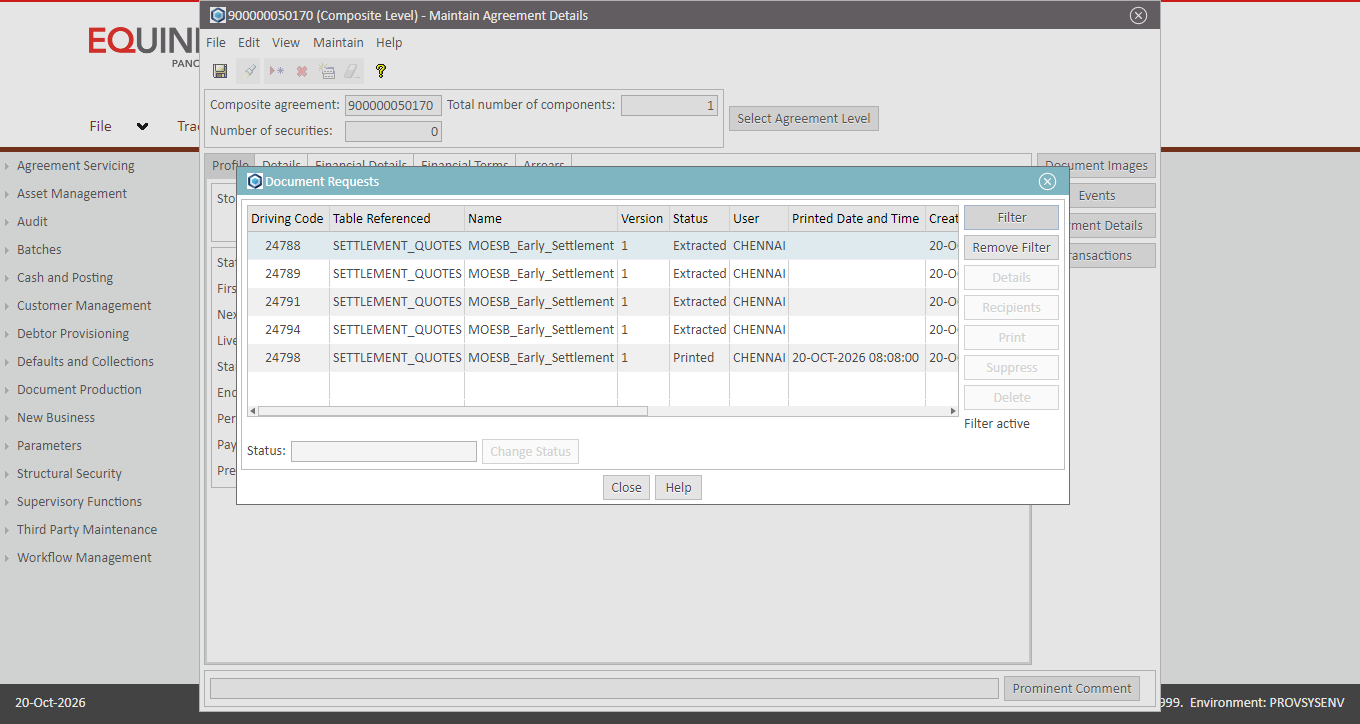 900000050170 (Composite Level) - Maintain Agreement Details
EQUINI
PANO
File Edit View Maintain Help
Composite agreement: 900000050170 Total number of components: 1
Number of securities: 0
Select Agreement Level
File
Trac
Profile Details Financial Details Financial Terms Arrears
Document Images
Events
ment Details
ransactions
Agreement Servicing
Asset Management
Audit
Batches
Cash and Posting
Customer Management
Debtor Provisioning
Defaults and Collections
Document Production
New Business
Parameters
Structural Security
Supervisory Functions
Third Party Maintenance
Workflow Management
Sto
Stat
Firs
Nex
Live
Sta
End
Per
Pay
Pre
Document Requests
Driving Code Table Referenced Name Version Status User Printed Date and Time Creat
24788 SETTLEMENT_QUOTES MOESB_Early_Settlement 1 Extracted CHENNAI 20-O
24789 SETTLEMENT_QUOTES MOESB_Early_Settlement 1 Extracted CHENNAI 20-O
24791 SETTLEMENT_QUOTES MOESB_Early_Settlement 1 Extracted CHENNAI 20-O
24794 SETTLEMENT_QUOTES MOESB_Early_Settlement 1 Extracted CHENNAI 20-O
24798 SETTLEMENT_QUOTES MOESB_Early_Settlement 1 Printed CHENNAI 20-OCT-2026 08:08:00 20-O
Filter
Remove Filter
Details
Recipients
Print
Suppress
Delete
Filter active
Status:
Change Status
Close Help
Prominent Comment
20-Oct-2026
999. Environment: PROVSYSENV